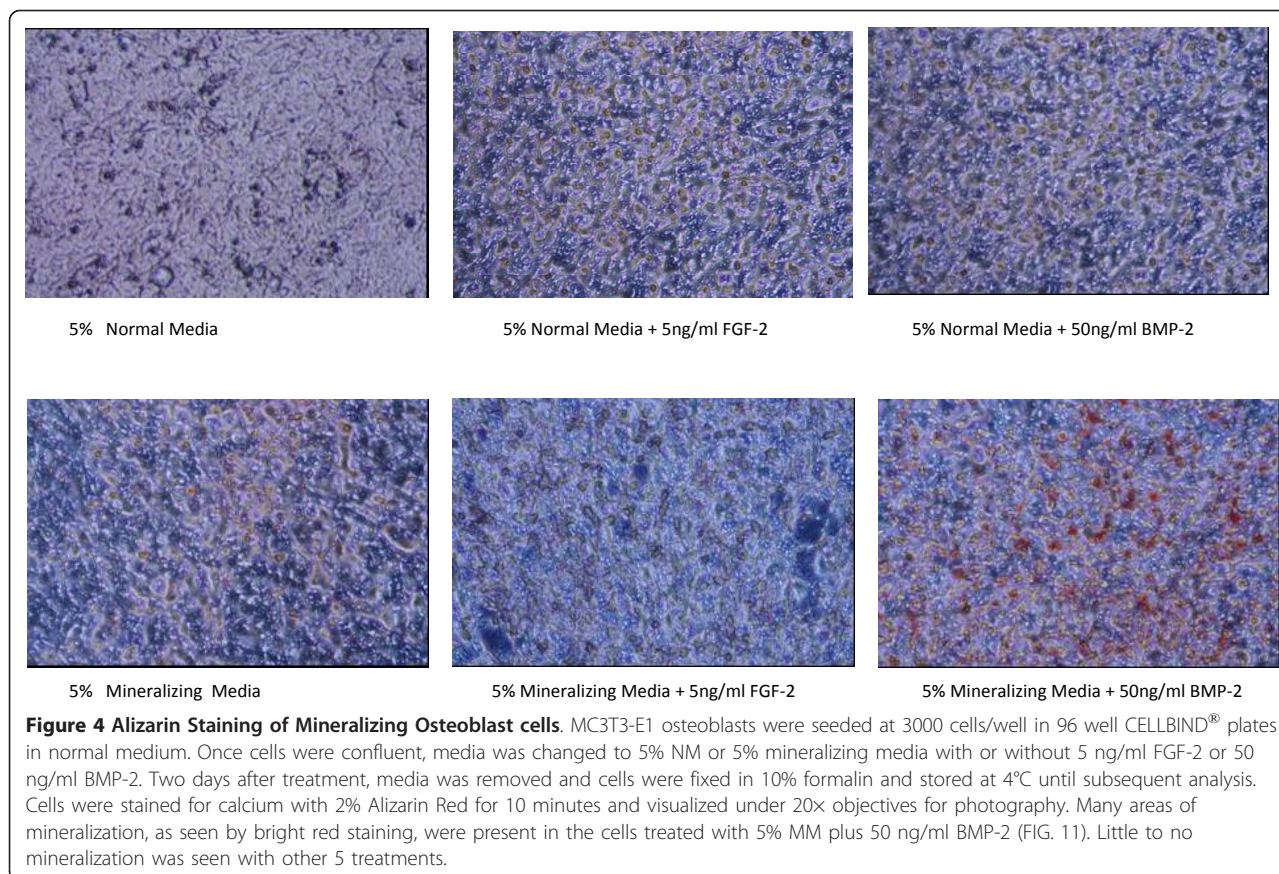 5% Normal Media
5% Normal Media + 5ng/ml FGF-2
5% Normal Media + 50ng/ml BMP-2
5% Mineralizing Media
5% Mineralizing Media + 5ng/ml FGF-2
5% Mineralizing Media + 50ng/ml BMP-2
Figure 4 Alizarin Staining of Mineralizing Osteoblast cells. MC3T3-E1 osteoblasts were seeded at 3000 cells/well in 96 well CELLBIND® plates
in normal medium. Once cells were confluent, media was changed to 5% NM or 5% mineralizing media with or without 5 ng/ml FGF-2 or 50
ng/ml BMP-2. Two days after treatment, media was removed and cells were fixed in 10% formalin and stored at 4°C until subsequent analysis.
Cells were stained for calcium with 2% Alizarin Red for 10 minutes and visualized under 20× objectives for photography. Many areas of
mineralization, as seen by bright red staining, were present in the cells treated with 5% MM plus 50 ng/ml BMP-2 (FIG. 11). Little to no
mineralization was seen with other 5 treatments.